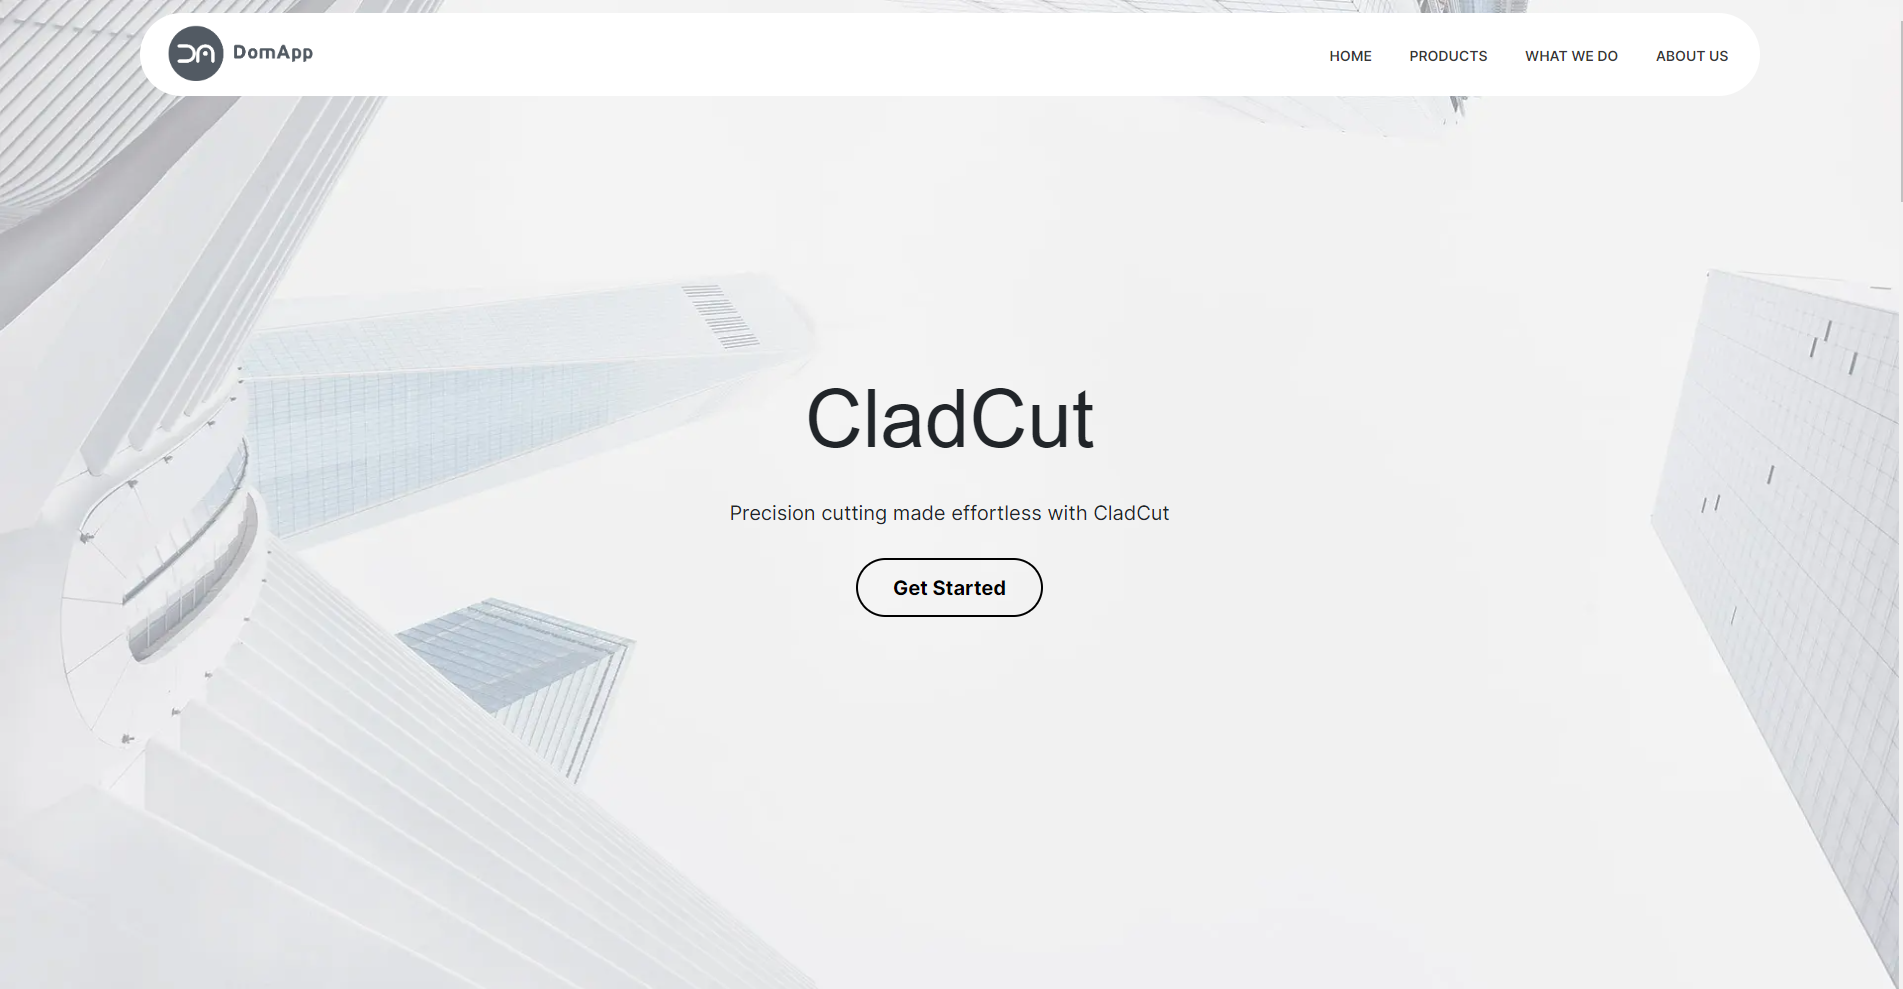 DomApp
HOME PRODUCTS WHAT WE DO ABOUT US
CladCut
Precision cutting made effortless with CladCut
Get Started